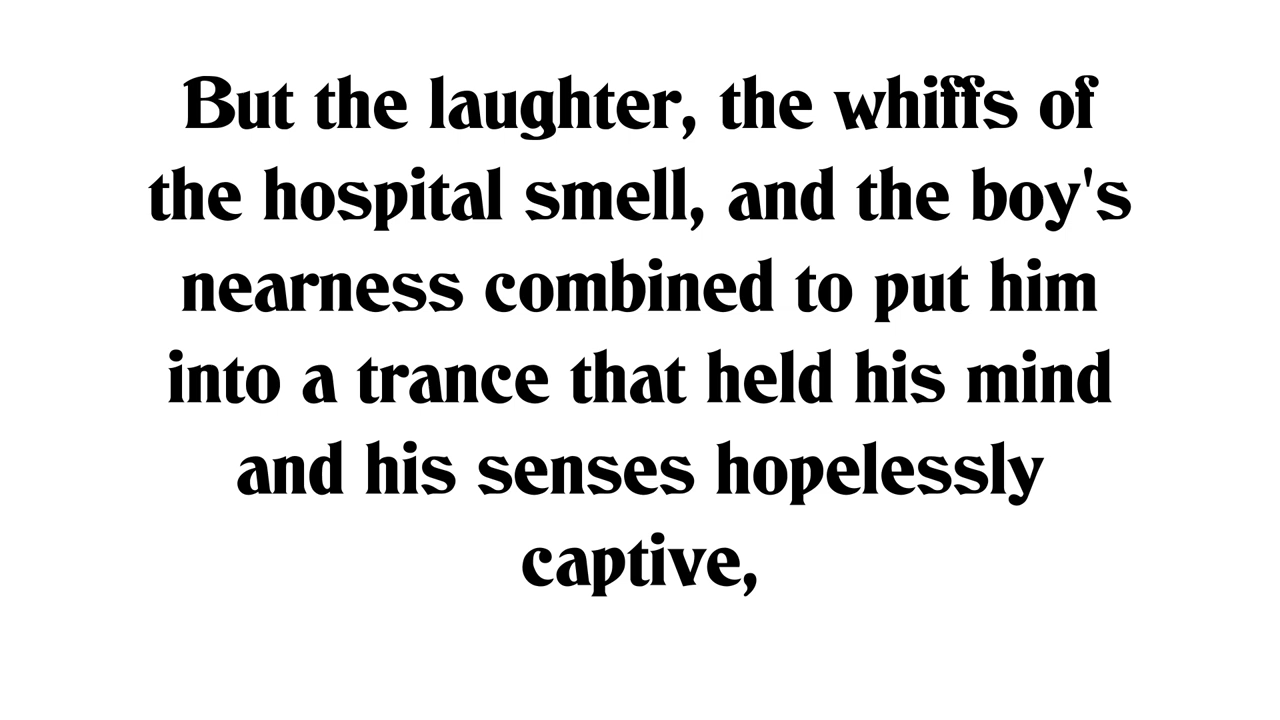 But the laughter, the whiffs of
the hospital smell, and the boy's
nearness combined to put him
into a trance that held his mind
and his senses hopelessly
captive,